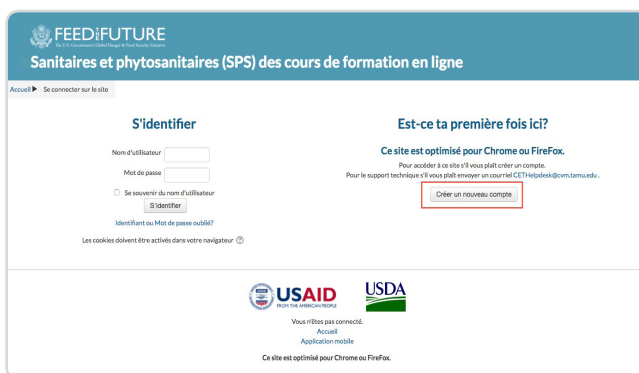 FEED THE FUTURE
The U.S. Government's Global Hunger & Food Security Initiative
Sanitaires et phytosanitaires (SPS) des cours de formation en ligne
Accueil ▶ Se connecter sur le site
S'identifier
Nom d'utilisateur
Mot de passe
Se souvenir du nom d'utilisateur
S'identifier
Identifiant ou Mot de passe oublié?
Les cookies doivent être activés dans votre navigateur
Est-ce ta première fois ici?
Ce site est optimisé pour Chrome ou FireFox.
Pour accéder à ce site s'il vous plaît créer un compte.
Pour le support technique s'il vous plaît envoyer un courriel CETHelpdesk@cvm.tamu.edu .
Créer un nouveau compte
USAID
FROM THE AMERICAN PEOPLE
USDA
Vous n'êtes pas connecté.
Accueil
Application mobile
Ce site est optimisé pour Chrome ou FireFox.